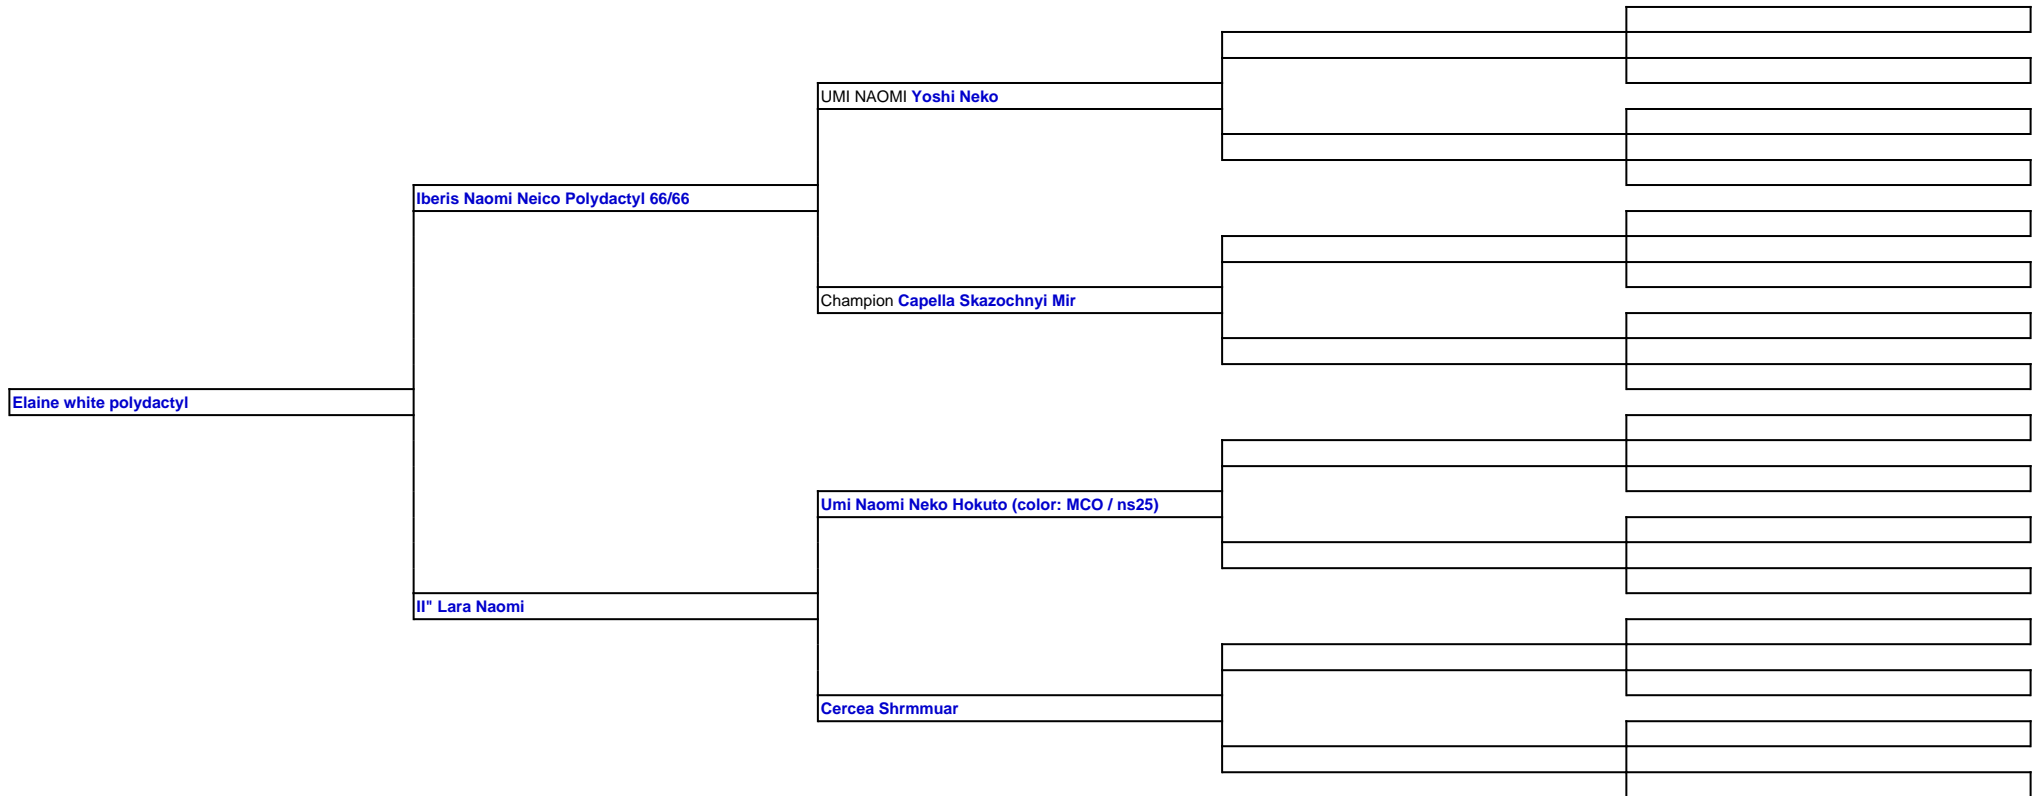 UMI NAOMI Yoshi Neko
Iberis Naomi Neico Polydactyl 66/66
Champion Capella Skazochnyi Mir
Elaine white polydactyl
Umi Naomi Neko Hokuto (color: MCO / ns25)
II" Lara Naomi
Cercea Shrmmuar